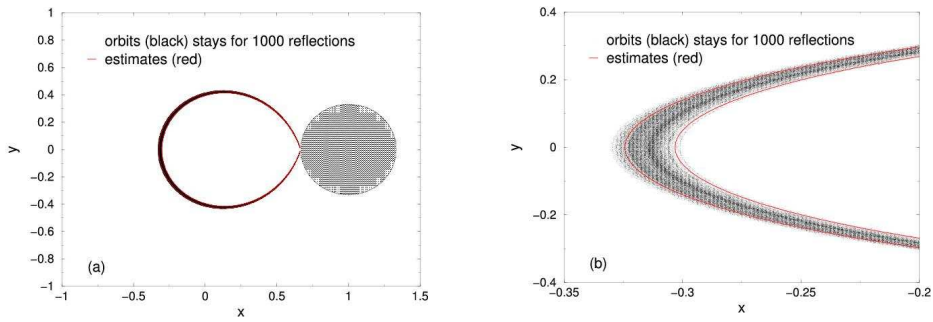 orbits (black) stays for 1000 reflections
estimates (red)
1
0.8
0.6
0.4
0.2
0
−0.2
−0.4
−0.6
−0.8
−1
y
(a)
−1
−0.5
0
0.5
1
1.5
x
orbits (black) stays for 1000 reflections
estimates (red)
0.4
0.2
0
−0.2
−0.4
y
(b)
−0.35
−0.3
−0.25
−0.2
x